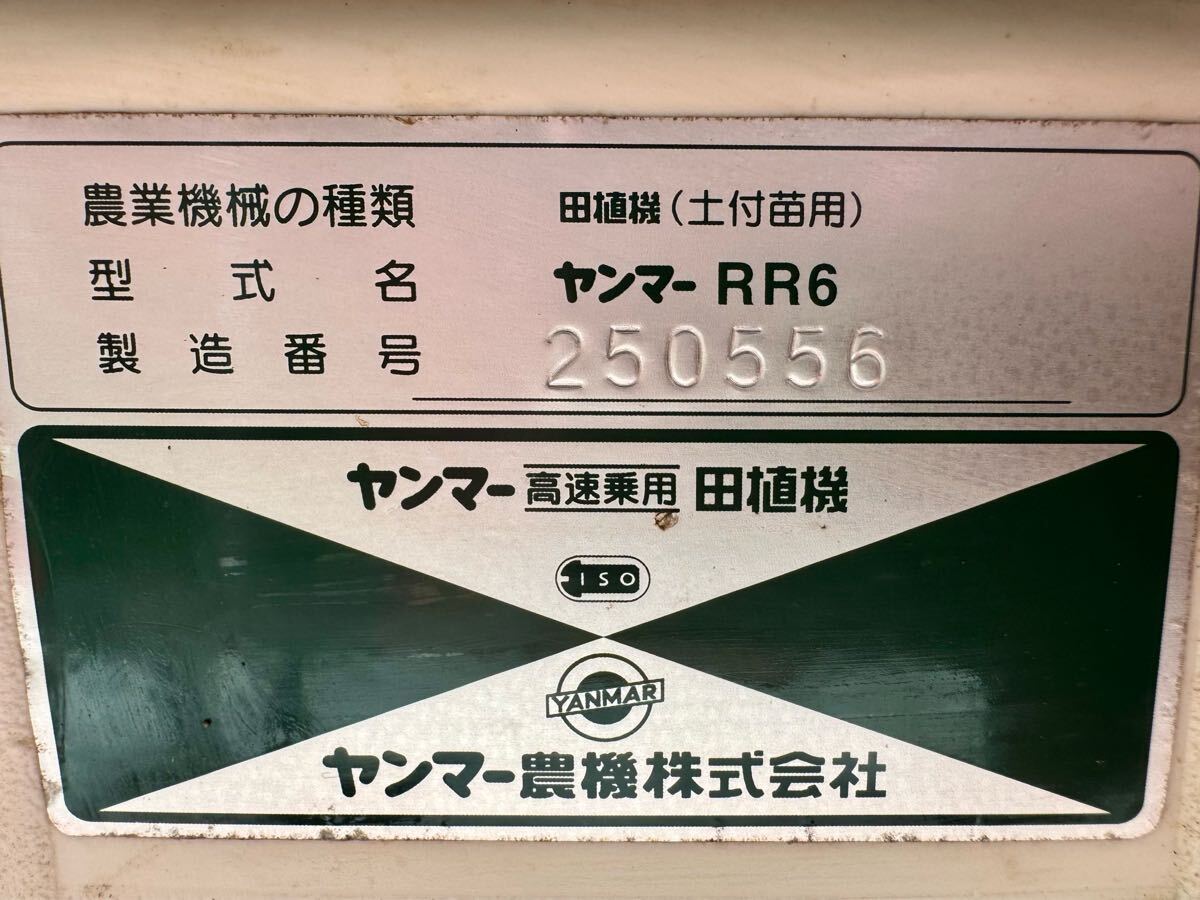 農業機械の種類 田植機(土付苗用)
型式名 ヤンマー RR6
製造番号 250556
ヤンマー高速乗用田植機
ISO
YANMAR
ヤンマー農機株式会社